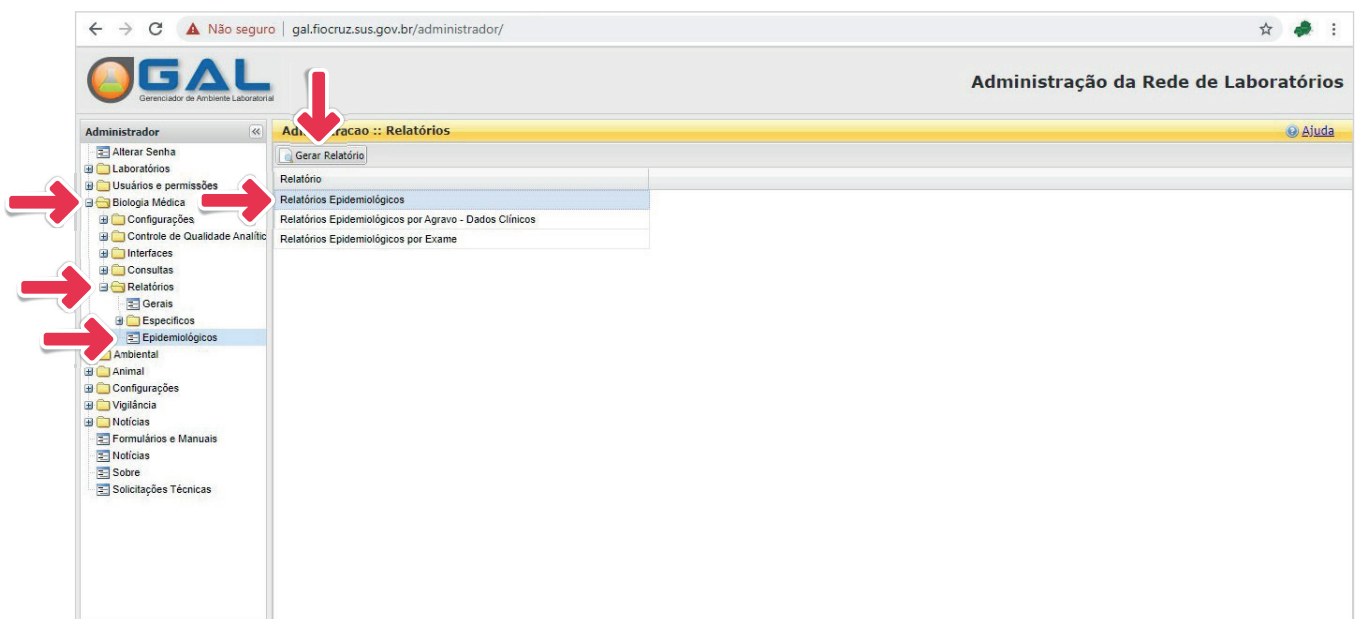 Não seguro | gal.fiocruz.sus.gov.br/administrador/
GAL
Gerenciador de Ambiente Laboratorial
Administração da Rede de Laboratórios
Administrador
Alterar Senha
Laboratórios
Usuários e permissões
Biologia Médica
Configurações
Controle de Qualidade Analític
Interfaces
Consultas
Relatórios
Gerais
Especificos
Epidemiológicos
Ambiental
Animal
Configurações
Vigilância
Notícias
Formulários e Manuais
Notícias
Sobre
Solicitações Técnicas
:: Relatórios
Ajuda
Gerar Relatório
Relatório
Relatórios Epidemiológicos
Relatórios Epidemiológicos por Agravo - Dados Clínicos
Relatórios Epidemiológicos por Exame